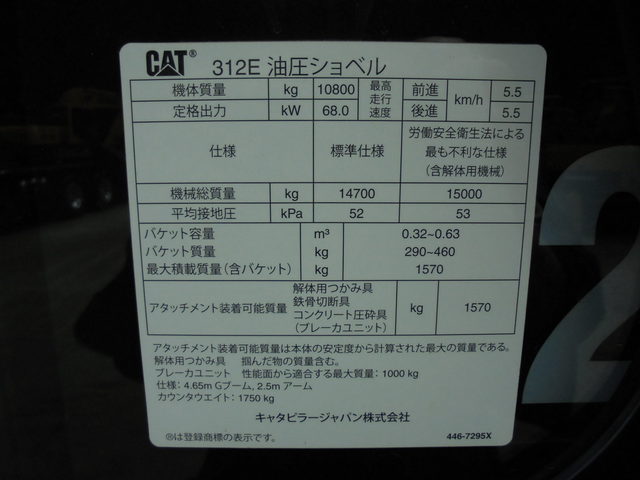 CAT® 312E 油圧ショベル
機体質量 kg 10800 最高走行速度 前進 km/h 5.5
定格出力 kW 68.0 後進 5.5
仕様 標準仕様 労働安全衛生法による
最も不利な仕様
(含解体用機械)
機械総質量 kg 14700 15000
平均接地圧 kPa 52 53
バケット容量 m³ 0.32~0.63
バケット質量 kg 290~460
最大積載質量(含バケット) kg 1570
アタッチメント装着可能質量 解体用つかみ具 kg 1570
鉄骨切断具
コンクリート圧砕具
(ブレーカユニット)
アタッチメント装着可能質量は本体の安定度から計算された最大の質量である。
解体用つかみ具 掴んだ物の質量含む。
ブレーカユニット 性能面から適合する最大質量: 1000 kg
仕様: 4.65m Gブーム, 2.5m アーム
カウンタウエイト: 1750 kg
キャタピラージャパン株式会社
®は登録商標の表示です。 446-7295X
2